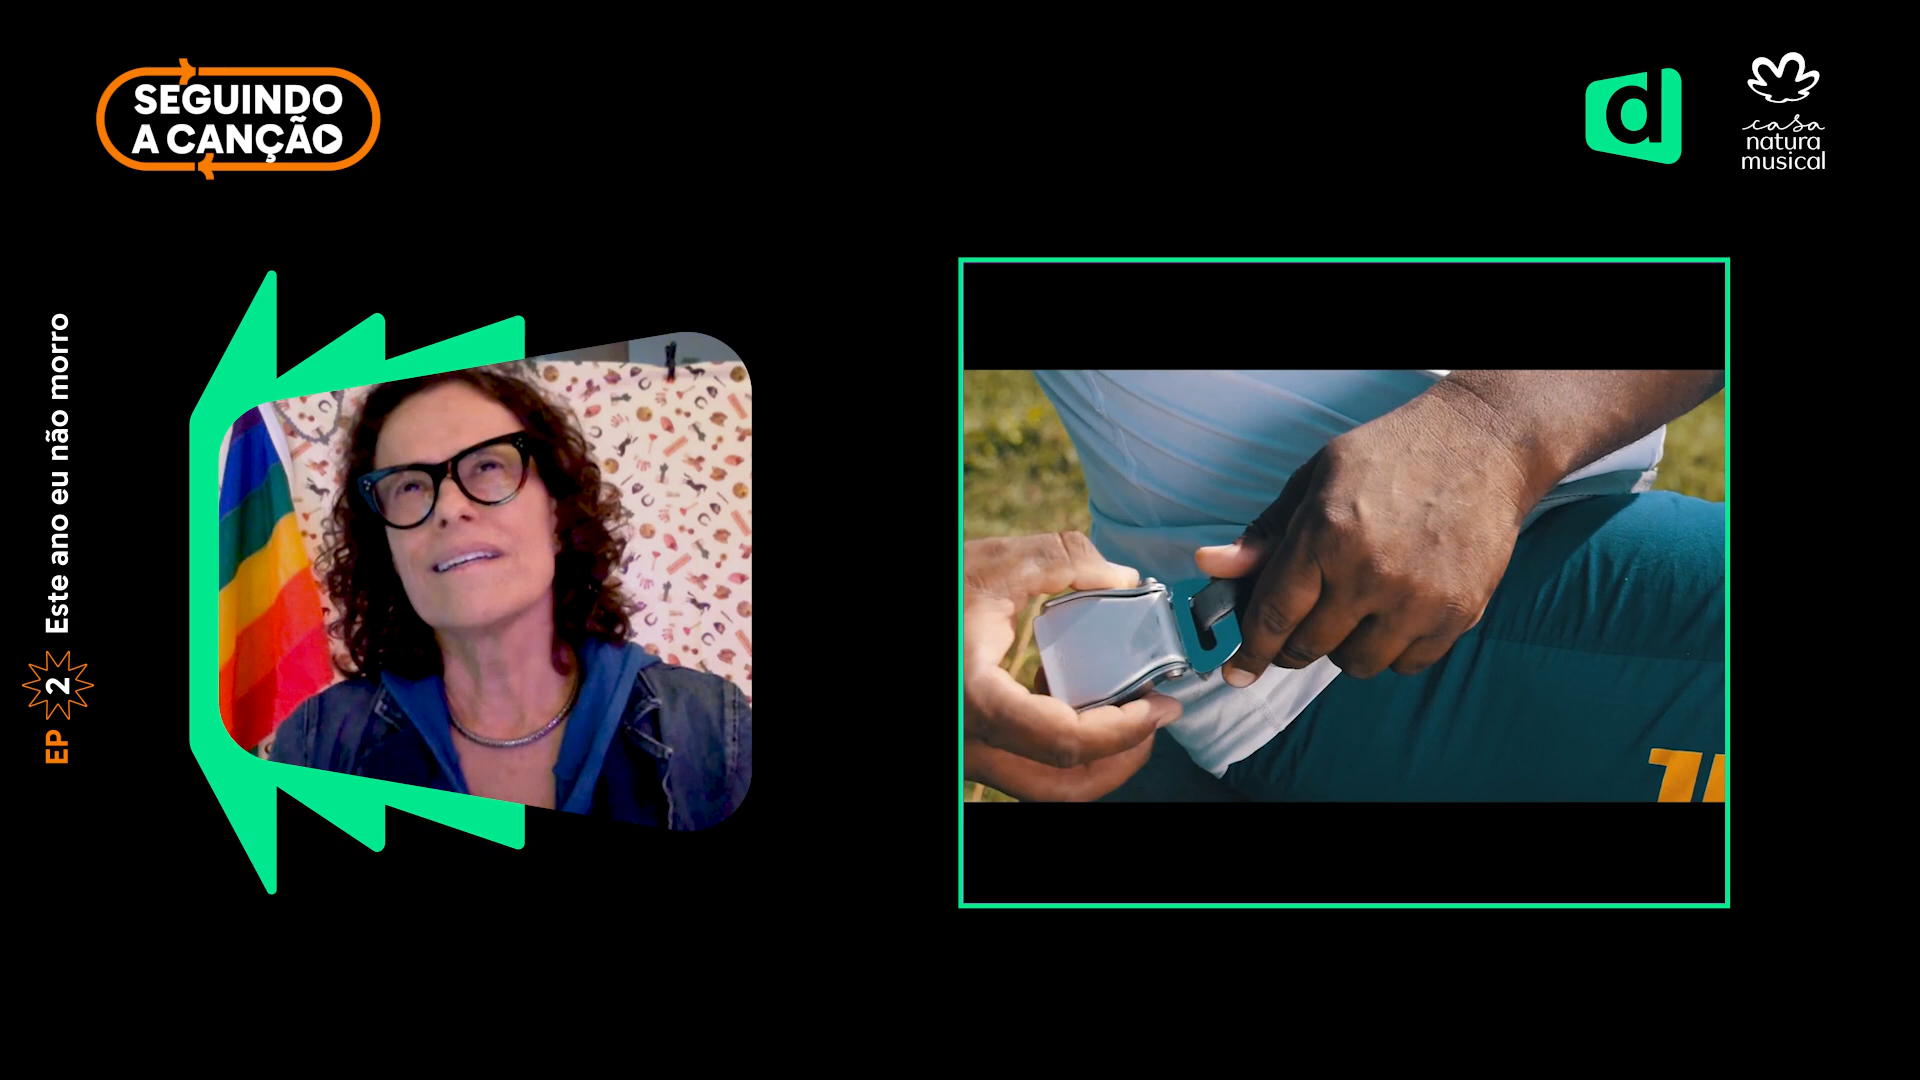 SEGUINDO
A CANÇÃO
d
casa
natura
musical
EP 2 Este ano eu não morro